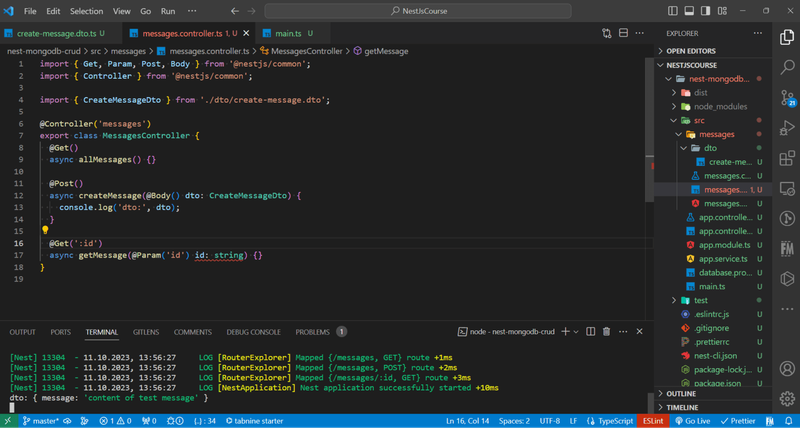 File Edit Selection View Go Run ···
NestJsCourse
create-message.dto.ts U
messages.controller.ts 1, U
main.ts U
nest-mongodb-crud > src > messages > messages.controller.ts > MessagesController > getMessage
1 import { Get, Param, Post, Body } from '@nestjs/common';
2 import { Controller } from '@nestjs/common';
3
4 import { CreateMessageDto } from './dto/create-message.dto';
5
6 @Controller('messages')
7 export class MessagesController {
8 @Get()
9 async allMessages() {}
10
11 @Post()
12 async createMessage(@Body() dto: CreateMessageDto) {
13 console.log('dto:', dto);
14 }
15
16 @Get(':id')
17 async getMessage(@Param('id') id: string) {}
18 }
19
EXPLORER ···
OPEN EDITORS
NESTJSCOURSE
nest-mongodb...
dist
node_modules
src
messages
dto
create-me... U
messages.c... U
messages.... 1, U
messages.... U
app.controlle... U
app.controlle... U
app.module.ts U
app.service.ts U
database.pro... U
main.ts U
test
.eslintrc.js U
.gitignore U
.prettierrc U
nest-cli.json U
package-lock.j... U
package.json U
OUTLINE
TIMELINE
21
FM
OUTPUT PORTS TERMINAL GITLENS COMMENTS DEBUG CONSOLE PROBLEMS 1
node - nest-mongodb-crud
[Nest] 13304 - 11.10.2023, 13:56:27 LOG [RouterExplorer] Mapped {/messages, GET} route +1ms
[Nest] 13304 - 11.10.2023, 13:56:27 LOG [RouterExplorer] Mapped {/messages, POST} route +2ms
[Nest] 13304 - 11.10.2023, 13:56:27 LOG [RouterExplorer] Mapped {/messages/:id, GET} route +3ms
[Nest] 13304 - 11.10.2023, 13:56:27 LOG [NestApplication] Nest application successfully started +10ms
dto: { message: 'content of test message' }
master* 1 0 0 {..} : 34 tabnine starter Ln 16, Col 14 Spaces: 2 UTF-8 LF TypeScript ESLint Go Live Prettier